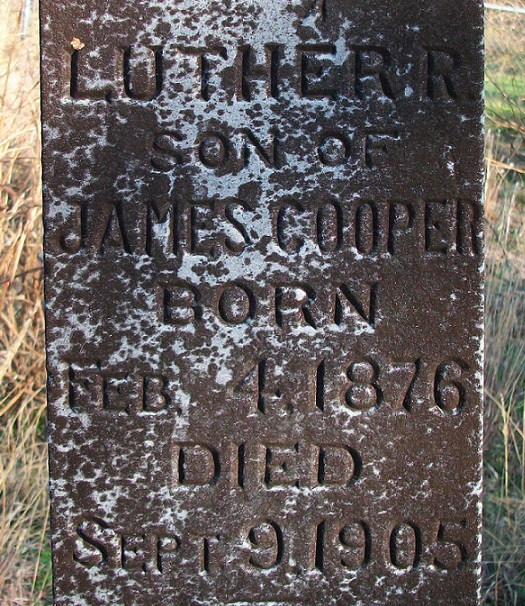 LUTHER R.
SON OF
JAMES COOPER
BORN
FEB. 4, 1876
DIED
SEPT. 9, 1905